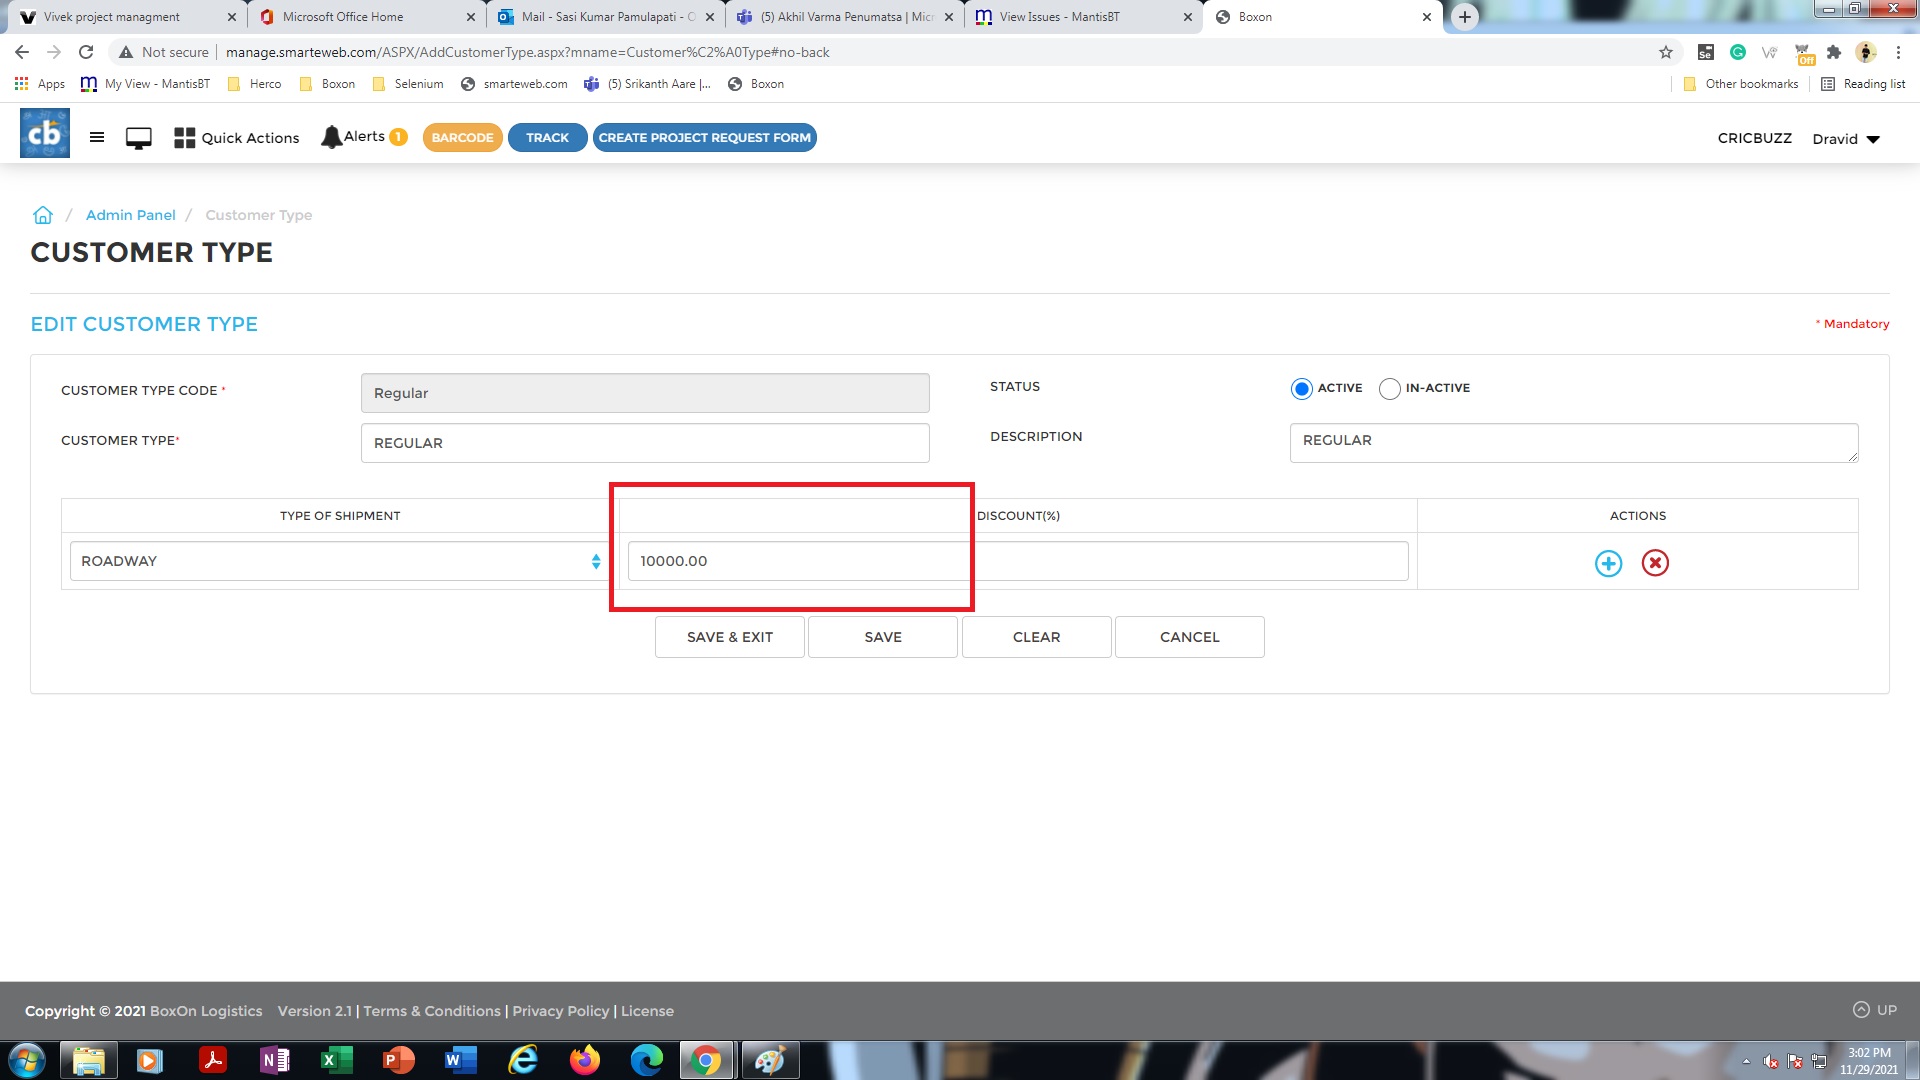 Vivek project managment
Microsoft Office Home
Mail - Sasi Kumar Pamulapati - O
(5) Akhil Varma Penumatsa | Micr
View Issues - MantisBT
Boxon
Not secure
manage.smarteweb.com/ASPX/AddCustomerType.aspx?mname=Customer%C2%A0Type#no-back
Off
Apps
My View - MantisBT
Herco
Boxon
Selenium
smarteweb.com
(5) Srikanth Aare |...
Boxon
Other bookmarks
Reading list
cb
Quick Actions
Alerts 1
BARCODE
TRACK
CREATE PROJECT REQUEST FORM
CRICBUZZ
Dravid
/ Admin Panel / Customer Type
CUSTOMER TYPE
EDIT CUSTOMER TYPE
* Mandatory
CUSTOMER TYPE CODE *
Regular
STATUS
ACTIVE
IN-ACTIVE
CUSTOMER TYPE*
REGULAR
DESCRIPTION
REGULAR
TYPE OF SHIPMENT
DISCOUNT(%)
ACTIONS
ROADWAY
10000.00
SAVE & EXIT
SAVE
CLEAR
CANCEL
Copyright © 2021 BoxOn Logistics Version 2.1 | Terms & Conditions | Privacy Policy | License
UP
3:02 PM
11/29/2021